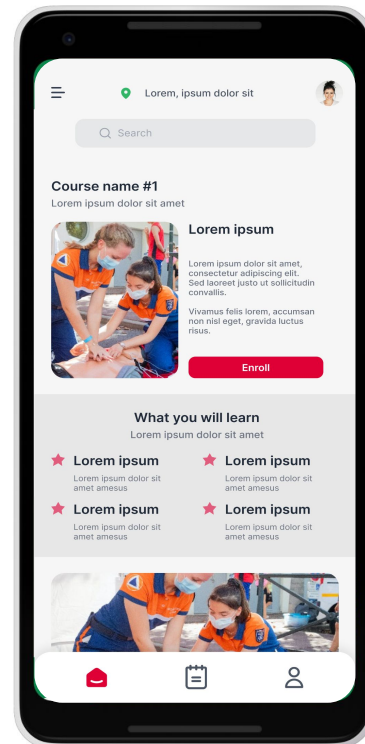 Lorem, ipsum dolor sit
Search
Course name #1
Lorem ipsum dolor sit amet
Lorem ipsum
Lorem ipsum dolor sit amet,
consectetur adipiscing elit.
Sed laoreet justo ut sollicitudin
convallis.
Vivamus felis lorem, accumsan
non nisl eget, gravida luctus
risus.
Enroll
What you will learn
Lorem ipsum dolor sit amet
Lorem ipsum
Lorem ipsum dolor sit
amet amesus
Lorem ipsum
Lorem ipsum dolor sit
amet amesus
Lorem ipsum
Lorem ipsum dolor sit
amet amesus
Lorem ipsum
Lorem ipsum dolor sit
amet amesus